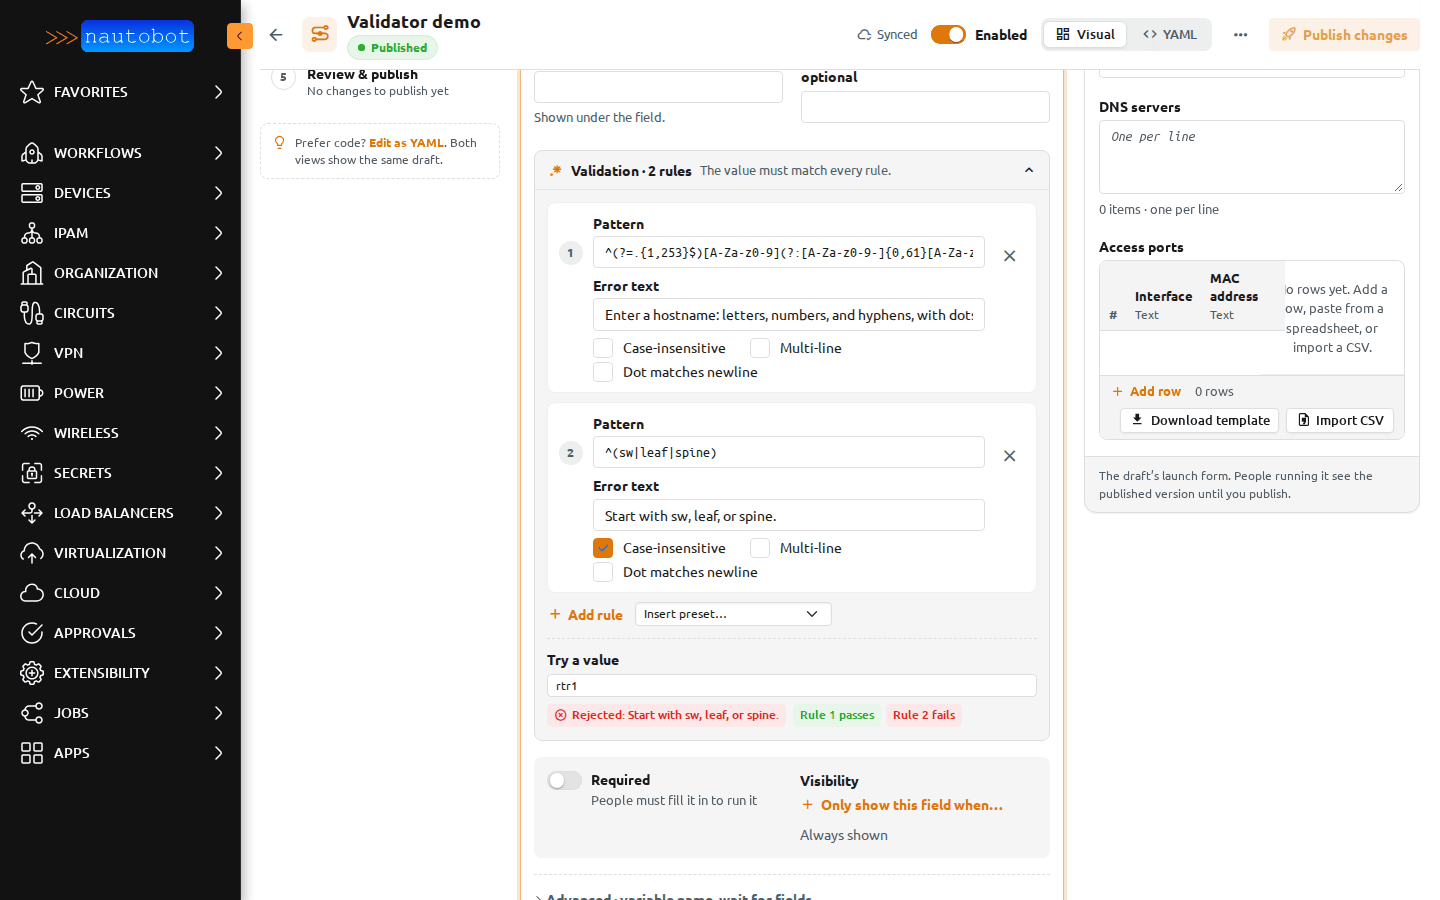 nautobot
FAVORITES
WORKFLOWS
DEVICES
IPAM
ORGANIZATION
CIRCUITS
VPN
POWER
WIRELESS
SECRETS
LOAD BALANCERS
VIRTUALIZATION
CLOUD
APPROVALS
EXTENSIBILITY
JOBS
APPS
Validator demo
Published
Synced
Enabled
Visual
YAML
Publish changes
5
Review & publish
No changes to publish yet
Prefer code? Edit as YAML. Both
views show the same draft.
optional
Shown under the field.
Validation · 2 rules The value must match every rule.
Pattern
1
^(?=.{1,253}$)[A-Za-z0-9](?:[A-Za-z0-9-]{0,61}[A-Za-z
Error text
Enter a hostname: letters, numbers, and hyphens, with dots
Case-insensitive
Multi-line
Dot matches newline
Pattern
2
^(sw|leaf|spine)
Error text
Start with sw, leaf, or spine.
Case-insensitive
Multi-line
Dot matches newline
+ Add rule
Insert preset...
Try a value
rtr1
Rejected: Start with sw, leaf, or spine.
Rule 1 passes
Rule 2 fails
Required
People must fill it in to run it
Visibility
+ Only show this field when...
Always shown
Advanced · variable name, wait for fields
DNS servers
One per line
0 items · one per line
Access ports
#
Interface
Text
MAC
address
Text
o rows yet. Add a
ow, paste from a
spreadsheet, or
import a CSV.
+ Add row
0 rows
Download template
Import CSV
The draft's launch form. People running it see the
published version until you publish.